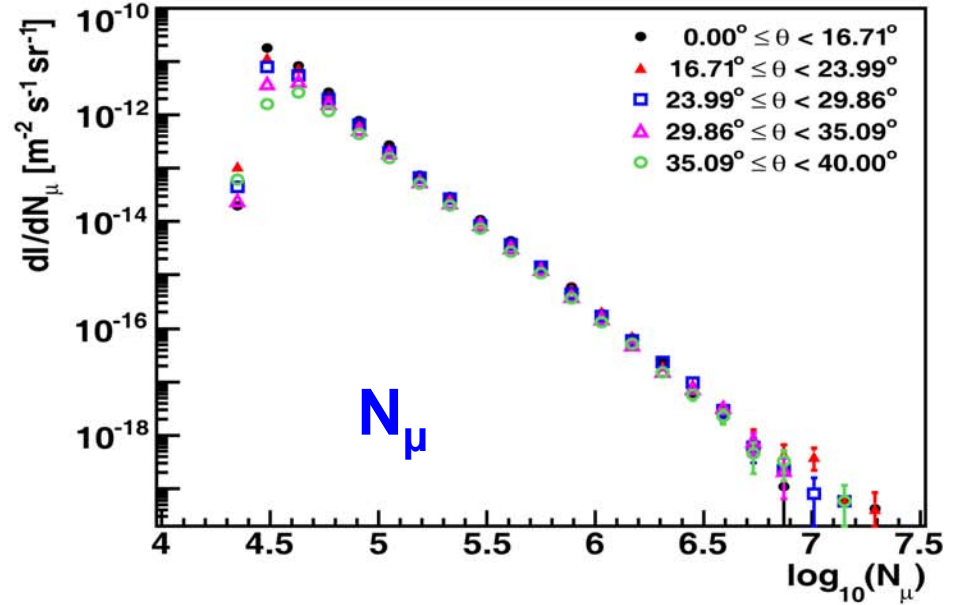 dI/dNμ [m⁻² s⁻¹ sr⁻¹]
10⁻¹⁰
10⁻¹²
10⁻¹⁴
10⁻¹⁶
10⁻¹⁸
0.00° ≤ θ < 16.71°
16.71° ≤ θ < 23.99°
23.99° ≤ θ < 29.86°
29.86° ≤ θ < 35.09°
35.09° ≤ θ < 40.00°
Nμ
4 4.5 5 5.5 6 6.5 7 7.5
log₁₀(Nμ)